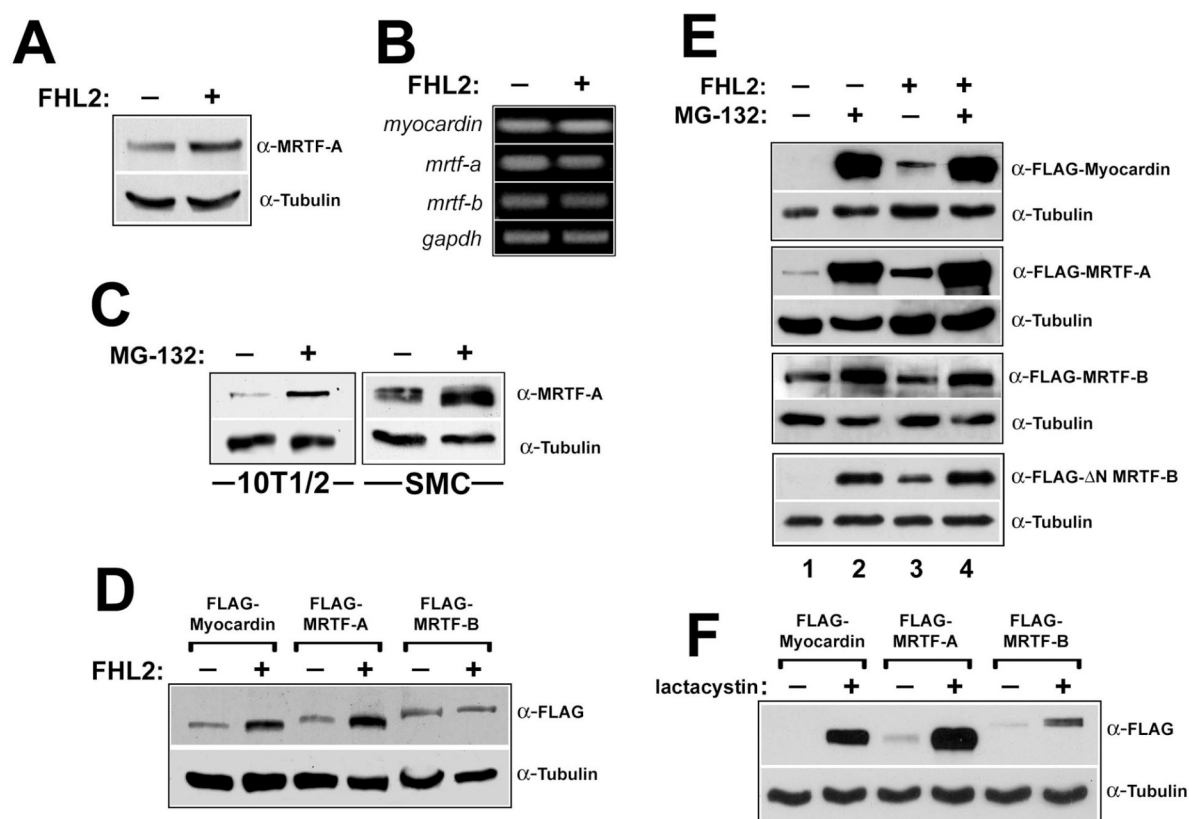 A
FHL2: – +
α-MRTF-A
α-Tubulin
B
FHL2: – +
myocardin
mrtf-a
mrtf-b
gapdh
C
MG-132: – + – +
α-MRTF-A
α-Tubulin
10T1/2 SMC
D
FLAG-Myocardin FLAG-MRTF-A FLAG-MRTF-B
FHL2: – + – + – +
α-FLAG
α-Tubulin
E
FHL2: – – + +
MG-132: – + – +
α-FLAG-Myocardin
α-Tubulin
α-FLAG-MRTF-A
α-Tubulin
α-FLAG-MRTF-B
α-Tubulin
α-FLAG-ΔN MRTF-B
α-Tubulin
1 2 3 4
F
FLAG-Myocardin FLAG-MRTF-A FLAG-MRTF-B
lactacystin: – + – + – +
α-FLAG
α-Tubulin